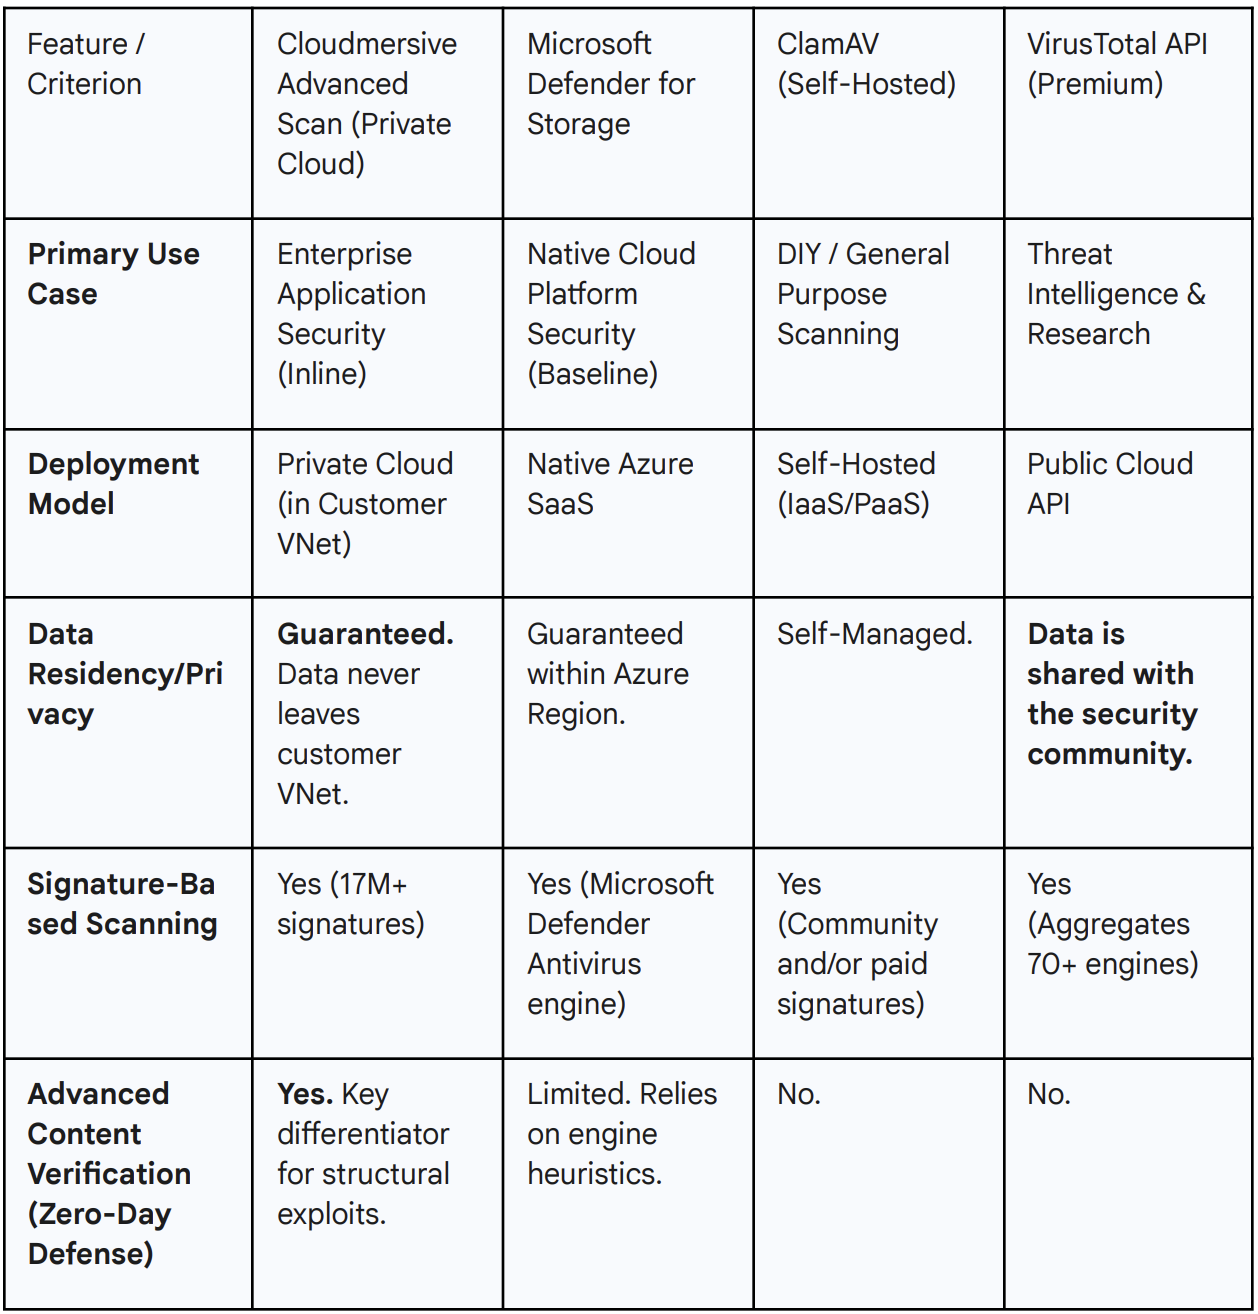 Feature /
Criterion
Cloudmersive
Advanced
Scan (Private
Cloud)
Microsoft
Defender for
Storage
ClamAV
(Self-Hosted)
VirusTotal API
(Premium)
Primary Use
Case
Enterprise
Application
Security
(Inline)
Native Cloud
Platform
Security
(Baseline)
DIY / General
Purpose
Scanning
Threat
Intelligence &
Research
Deployment
Model
Private Cloud
(in Customer
VNet)
Native Azure
SaaS
Self-Hosted
(IaaS/PaaS)
Public Cloud
API
Data
Residency/Pri
vacy
Guaranteed.
Data never
leaves
customer
VNet.
Guaranteed
within Azure
Region.
Self-Managed.
Data is
shared with
the security
community.
Signature-Ba
sed Scanning
Yes (17M+
signatures)
Yes (Microsoft
Defender
Antivirus
engine)
Yes
(Community
and/or paid
signatures)
Yes
(Aggregates
70+ engines)
Advanced
Content
Verification
(Zero-Day
Defense)
Yes. Key
differentiator
for structural
exploits.
Limited. Relies
on engine
heuristics.
No.
No.